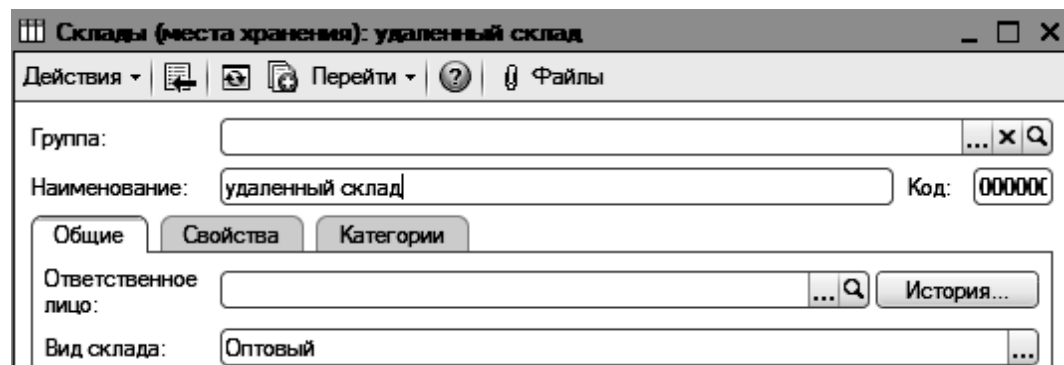 Склады (места хранения): удаленный склад
Действия Перейти ? Файлы
Группа: ...
Наименование: удаленный склад Код: 000000
Общие Свойства Категории
Ответственное лицо: ... История...
Вид склада: Оптовый ...